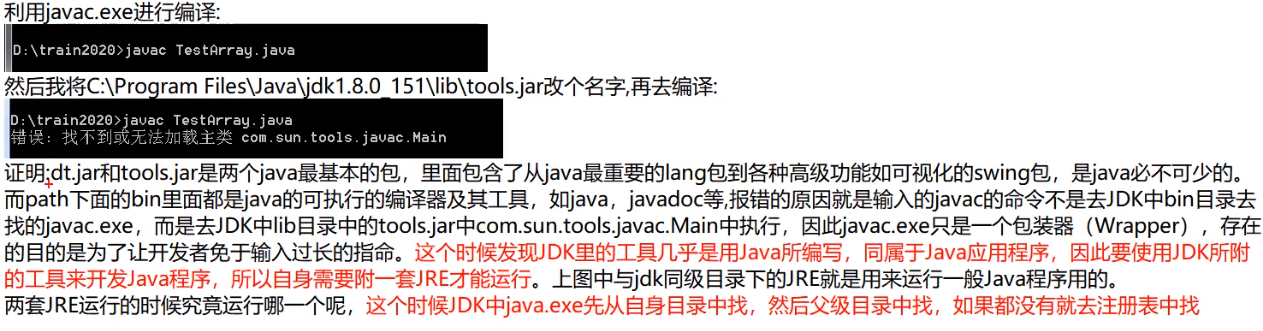 利用javac.exe进行编译:
D:\train2020>javac TestArray.java
然后我将C:\Program Files\Java\jdk1.8.0_151\lib\tools.jar改个名字,再去编译:
D:\train2020>javac TestArray.java
错误: 找不到或无法加载主类 com.sun.tools.javac.Main
证明:dt.jar和tools.jar是两个java最基本的包，里面包含了从java最重要的lang包到各种高级功能如可视化的swing包，是java必不可少的。
而path下面的bin里面都是java的可执行的编译器及其工具，如java，javadoc等,报错的原因就是输入的javac的命令不是去JDK中bin目录去
找的javac.exe，而是去JDK中lib目录中的tools.jar中com.sun.tools.javac.Main中执行，因此javac.exe只是一个包装器（Wrapper），存在
的目的是为了让开发者免于输入过长的指命。这个时候发现JDK里的工具几乎是用Java所编写，同属于Java应用程序，因此要使用JDK所附
的工具来开发Java程序，所以自身需要附一套JRE才能运行。上图中与jdk同级目录下的JRE就是用来运行一般Java程序用的。
两套JRE运行的时候究竟运行哪一个呢，这个时候JDK中java.exe先从自身目录中找，然后父级目录中找，如果都没有就去注册表中找